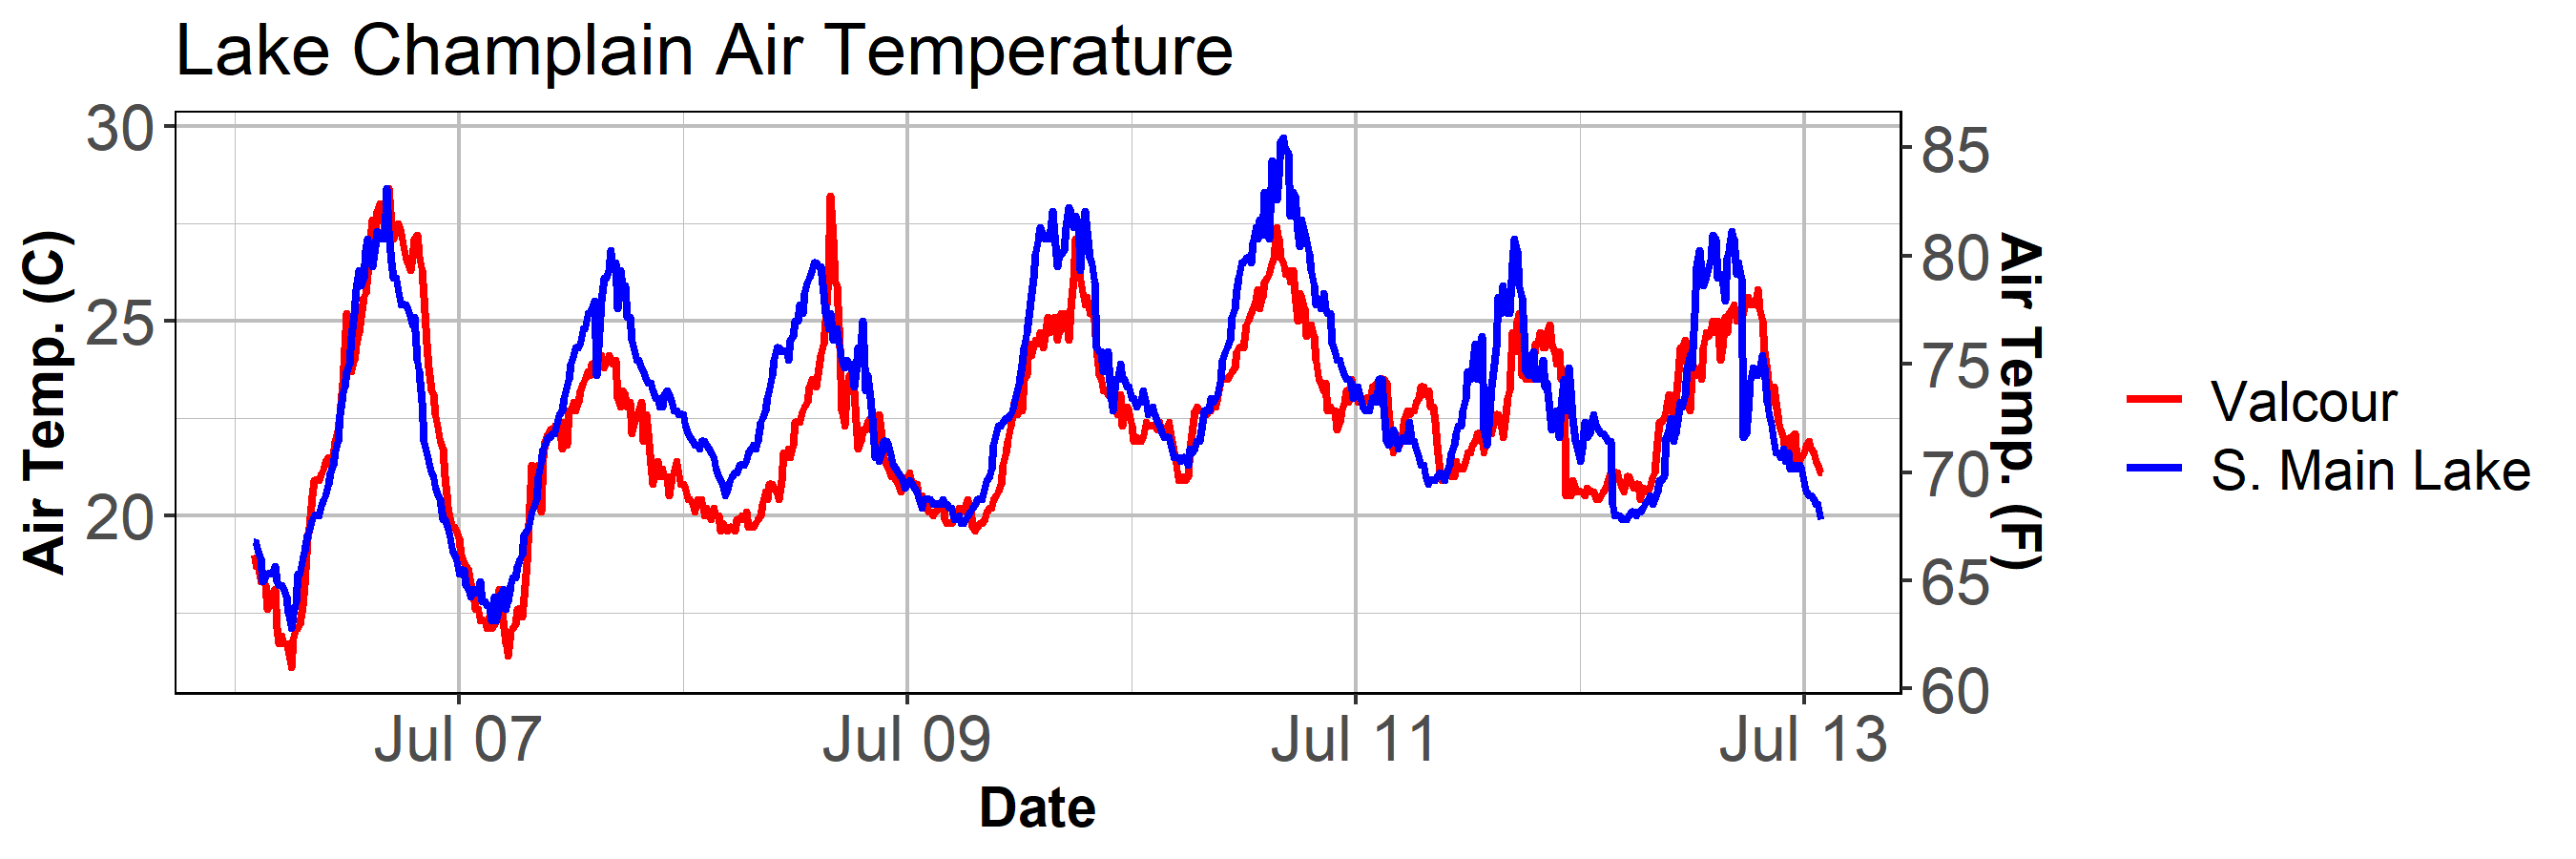 Lake Champlain Air Temperature
Air Temp. (C)
30
25
20
Air Temp. (F)
85
80
75
70
65
60
Jul 07
Jul 09
Jul 11
Jul 13
Date
Valcour
S. Main Lake